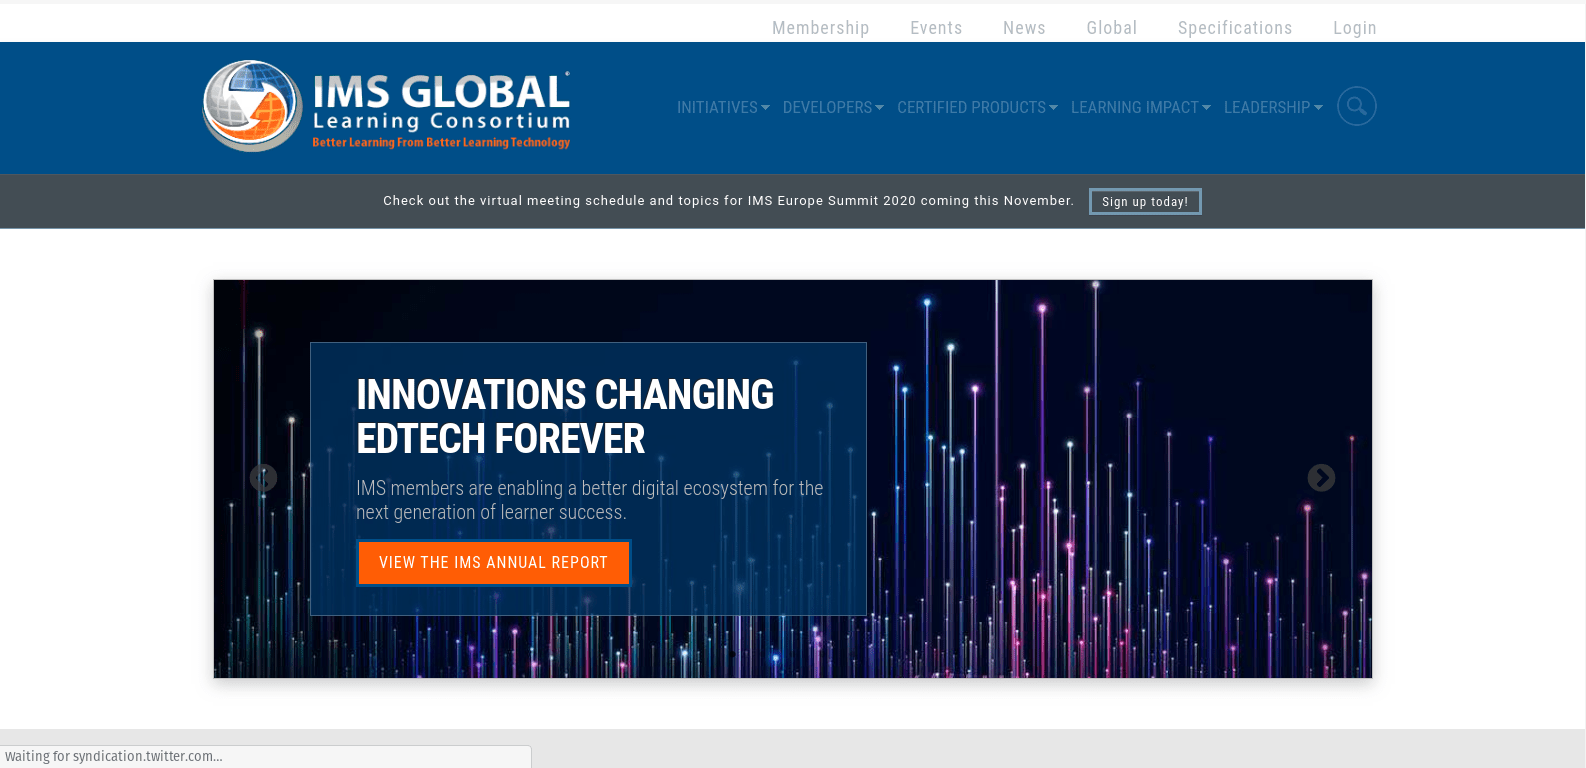 Membership Events News Global Specifications Login
IMS GLOBAL
Learning Consortium
Better Learning From Better Learning Technology
INITIATIVES DEVELOPERS CERTIFIED PRODUCTS LEARNING IMPACT LEADERSHIP
Check out the virtual meeting schedule and topics for IMS Europe Summit 2020 coming this November. Sign up today!
INNOVATIONS CHANGING
EDTECH FOREVER
IMS members are enabling a better digital ecosystem for the
next generation of learner success.
VIEW THE IMS ANNUAL REPORT
Waiting for syndication.twitter.com...